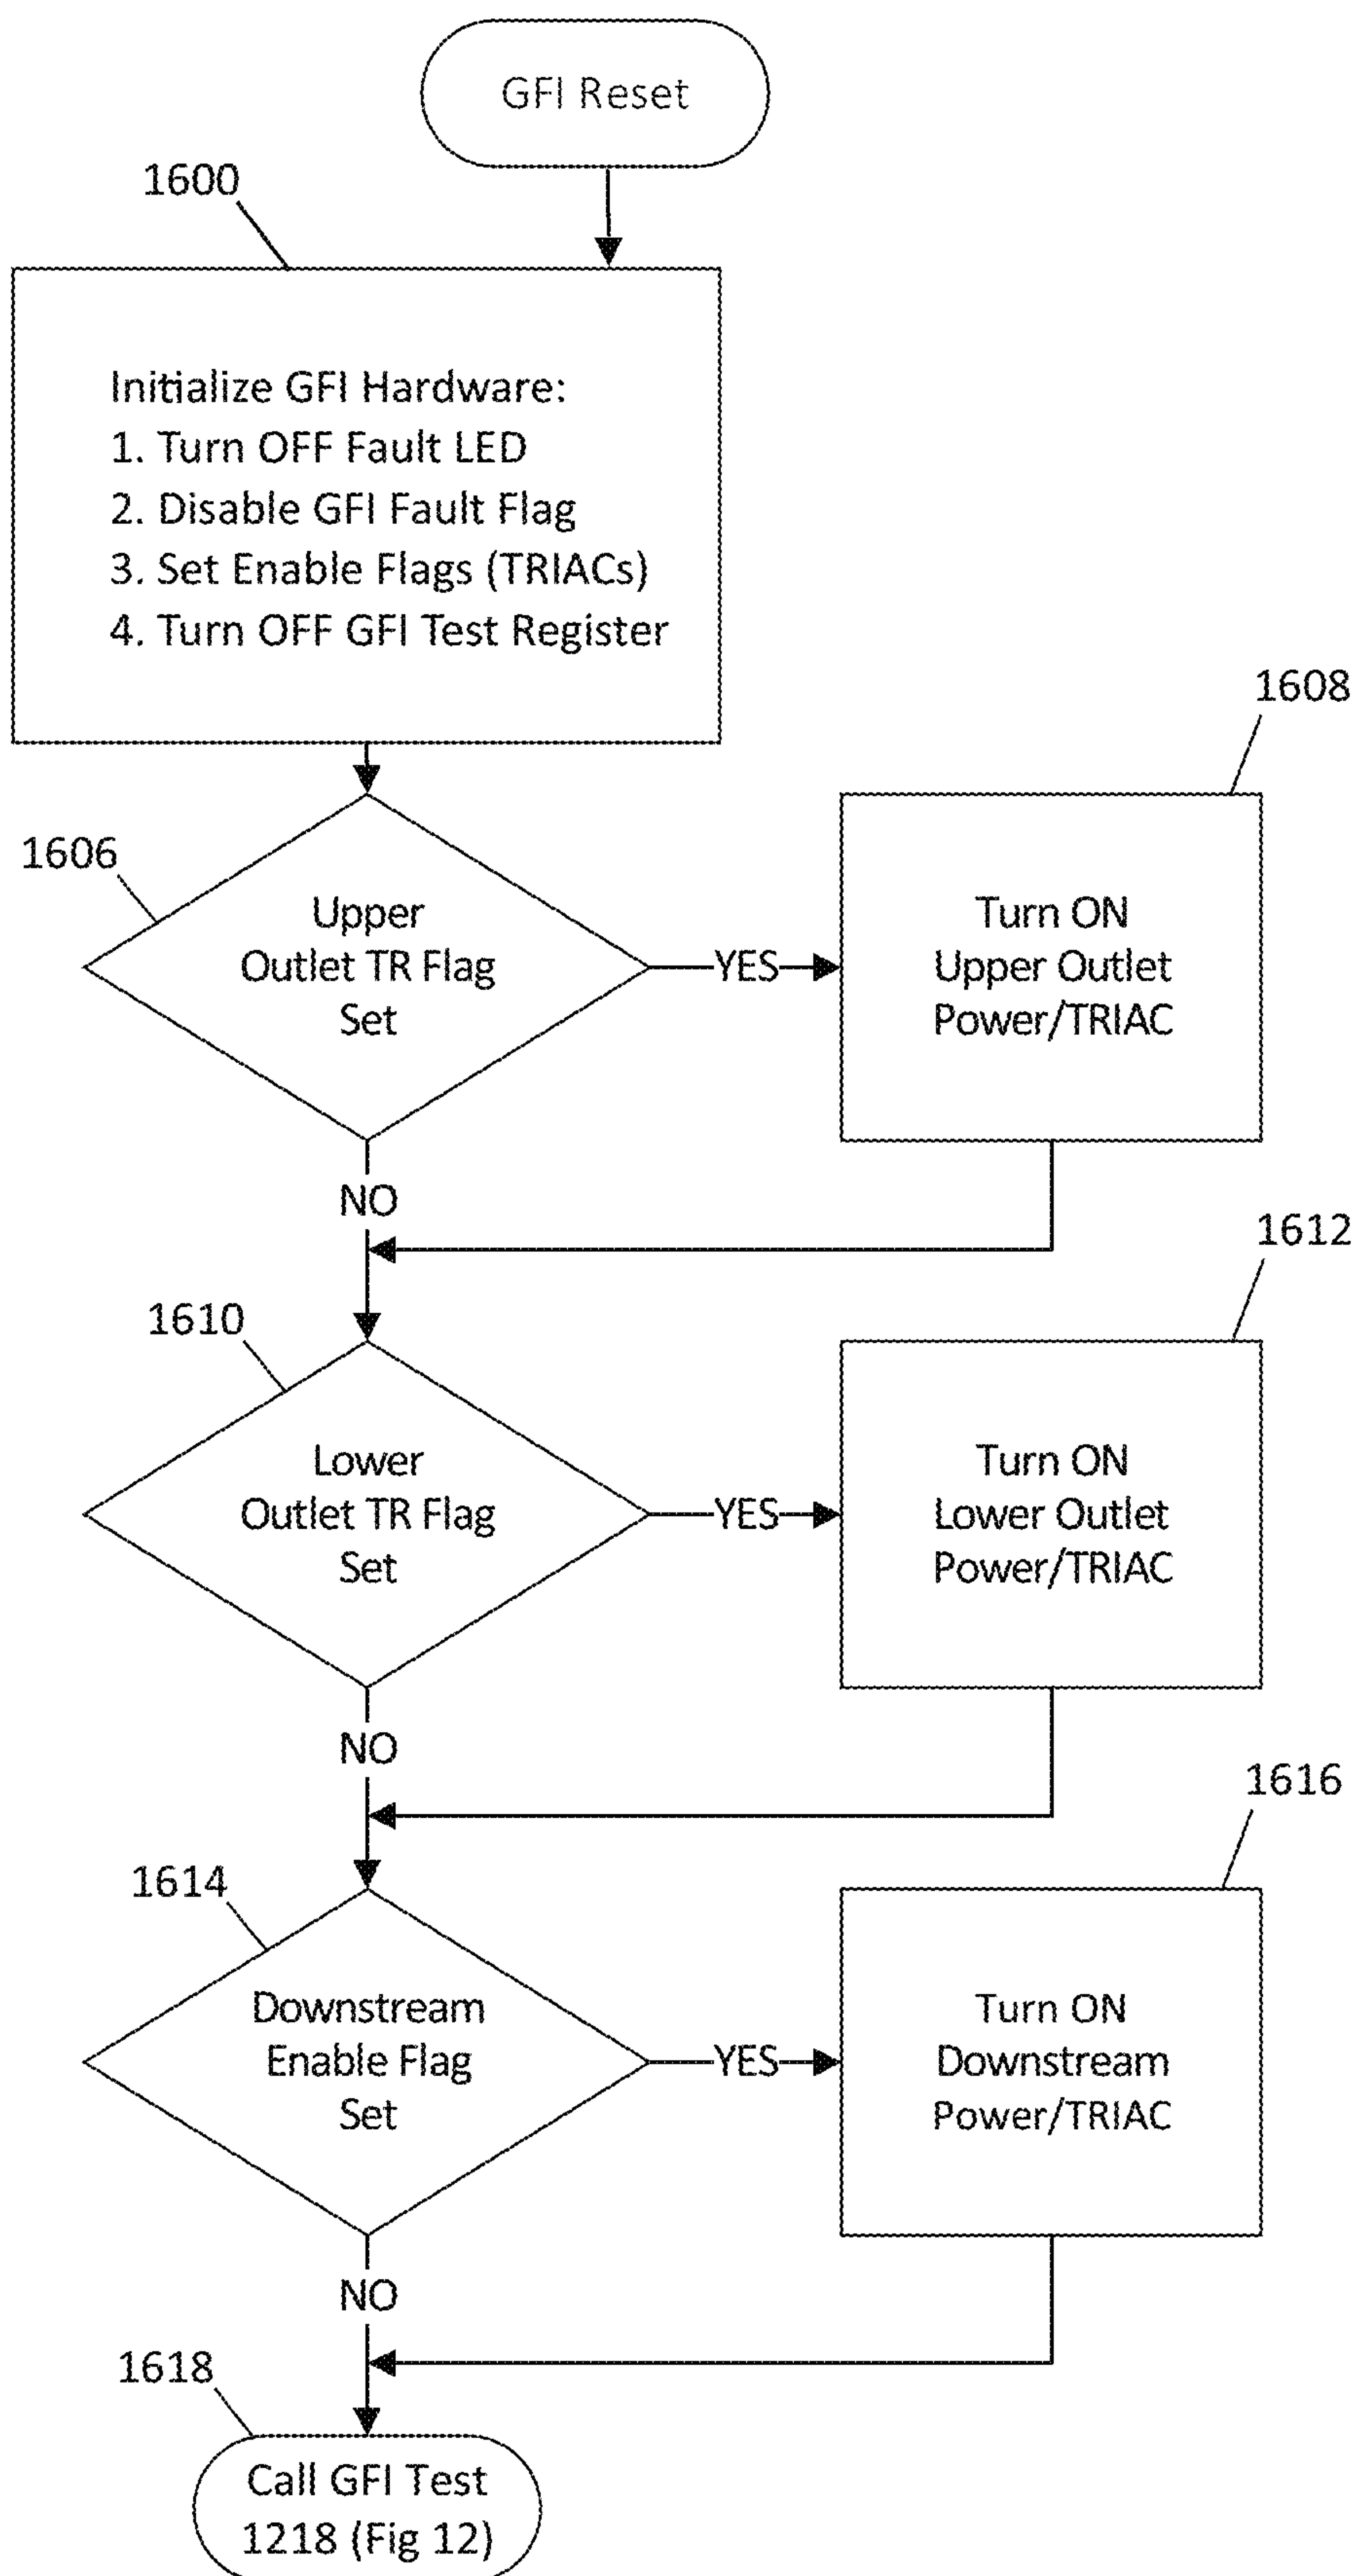 GFI Reset
1600
Initialize GFI Hardware:
1. Turn OFF Fault LED
2. Disable GFI Fault Flag
3. Set Enable Flags (TRIACs)
4. Turn OFF GFI Test Register
1606
Upper
Outlet TR Flag
Set
YES
1608
Turn ON
Upper Outlet
Power/TRIAC
NO
1610
Lower
Outlet TR Flag
Set
YES
1612
Turn ON
Lower Outlet
Power/TRIAC
NO
1614
Downstream
Enable Flag
Set
YES
1616
Turn ON
Downstream
Power/TRIAC
NO
1618
Call GFI Test
1218 (Fig 12)